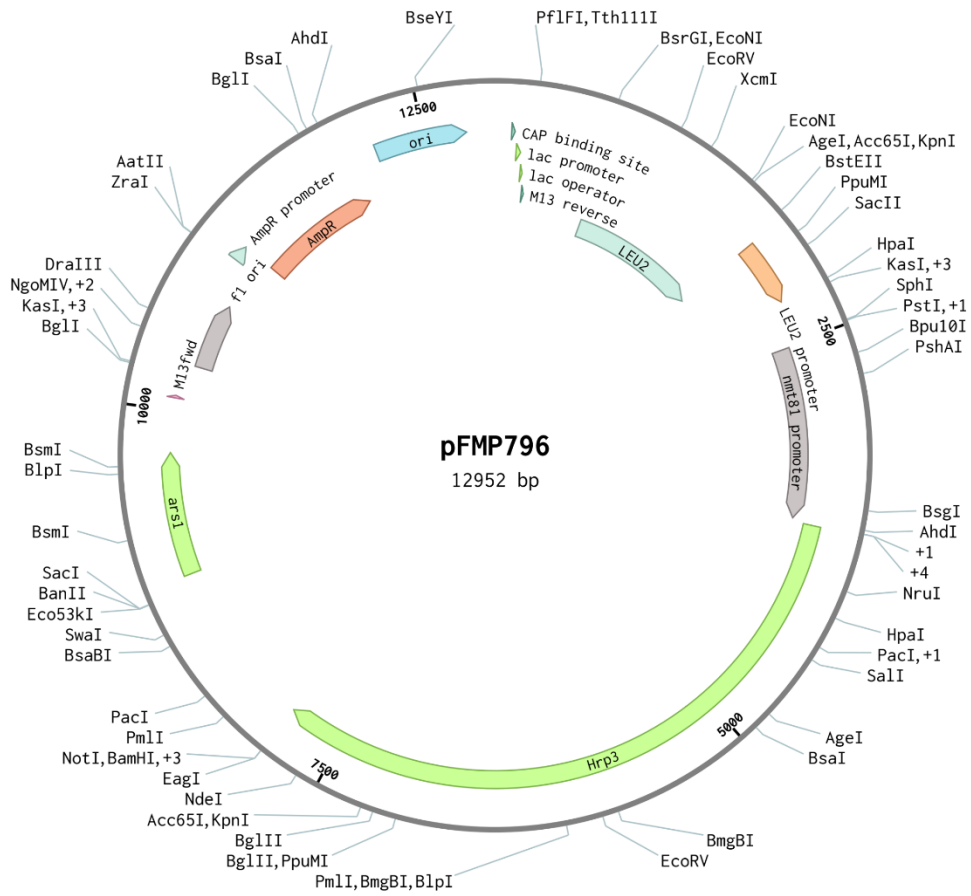 BseYI
PflFI,Tth111I
AhdI
BsrGI,EcoNI
BsaI
EcoRV
BglI
XcmI
12500
EcoNI
ori
AgeI,Acc65I,KpnI
CAP binding site
BstEII
lac promoter
AatII
PpuMI
lac operator
ZraI
SacII
M13 reverse
AmpR promoter
AmpR
LEU2
HpaI
DraIII
KasI,+3
f1 ori
NgoMIV,+2
SphI
KasI,+3
PstI,+1
BglI
2500
Bpu10I
LEU2 promoter
PshAI
M13fwd
10000
nmt81 promoter
pFMP796
12952 bp
BsmI
BlpI
ars1
BsgI
BsmI
AhdI
+1
SacI
+4
BanII
NruI
Eco53kI
SwaI
HpaI
BsaBI
PacI,+1
SalI
PacI
5000
PmlI
AgeI
NotI,BamHI,+3
BsaI
Hrp3
7500
EagI
NdeI
Acc65I,KpnI
BglII
BmgBI
BglII,PpuMI
EcoRV
PmlI,BmgBI,BlpI